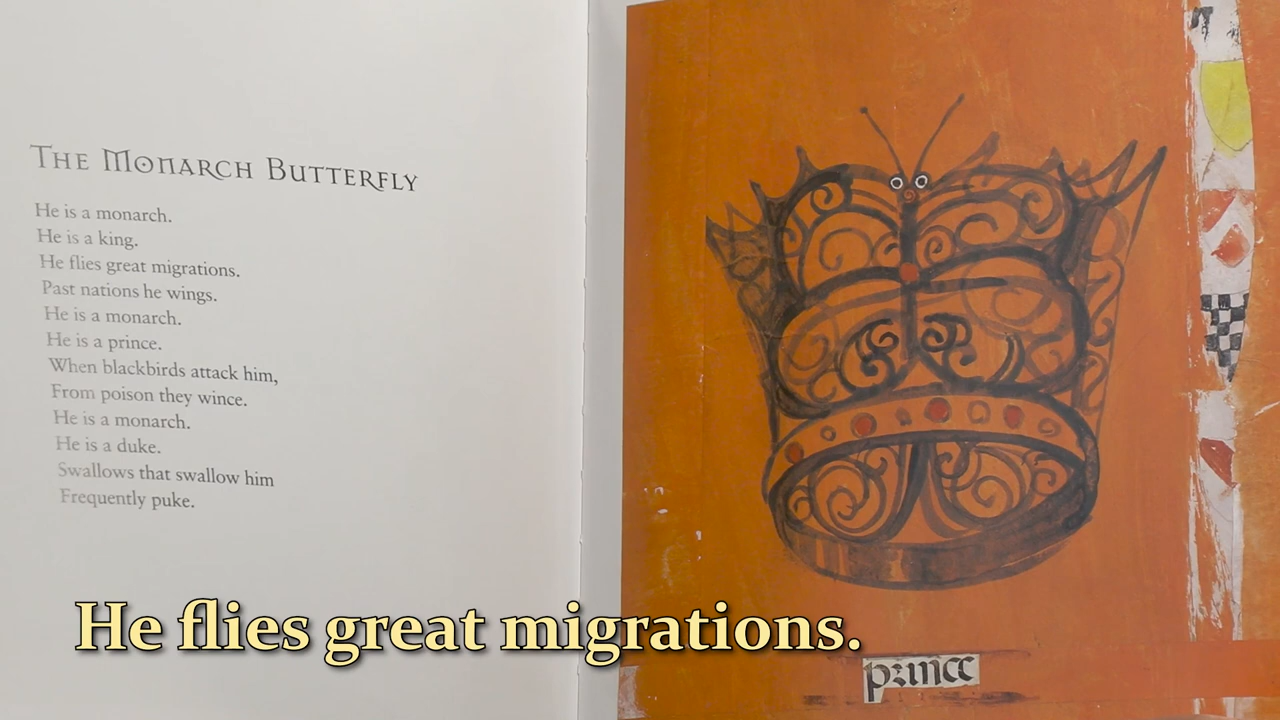 The Monarch Butterfly
He is a monarch.
He is a king.
He flies great migrations.
Past nations he wings.
He is a monarch.
He is a prince.
When blackbirds attack him,
From poison they wince.
He is a monarch.
He is a duke.
Swallows that swallow him
Frequently puke.
He flies great migrations.
prince